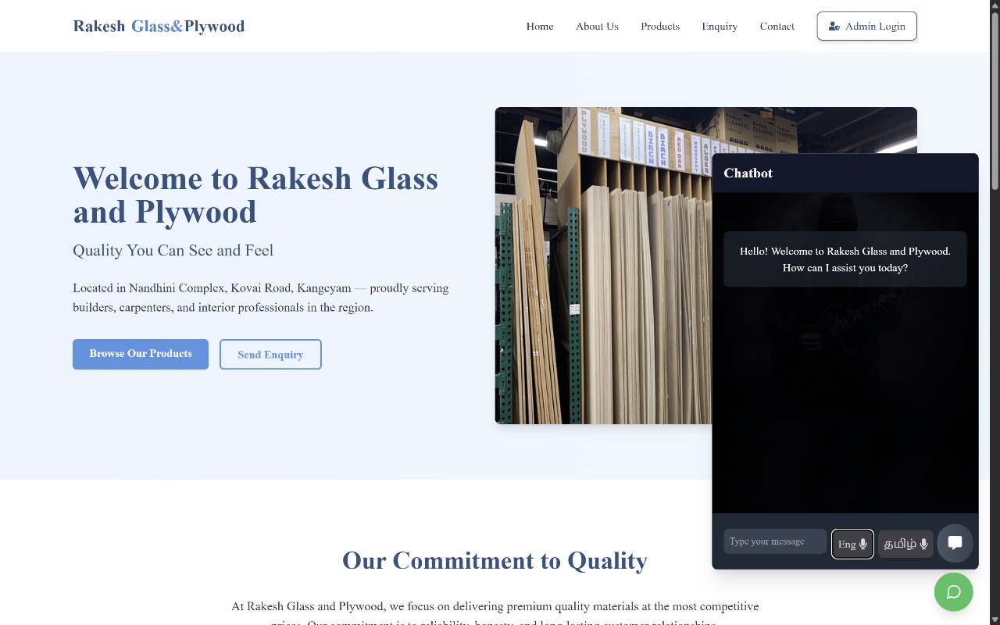 Rakesh Glass&Plywood
Home About Us Products Enquiry Contact Admin Login
Welcome to Rakesh Glass
and Plywood
Quality You Can See and Feel
Located in Nandhini Complex, Kovai Road, Kangeyam — proudly serving
builders, carpenters, and interior professionals in the region.
Browse Our Products Send Enquiry
PLYWOOD
BIRCH
BIRCH
RED OAK
MAHOGANY
ALDER
Festool
CLEANTEC
Festool
CLEANTEC
Chatbot
Hello! Welcome to Rakesh Glass and Plywood.
How can I assist you today?
Type your message Eng தமிழ்
Our Commitment to Quality
At Rakesh Glass and Plywood, we focus on delivering premium quality materials at the most competitive
prices. Our commitment is to reliability, honesty, and long-lasting customer relationships.